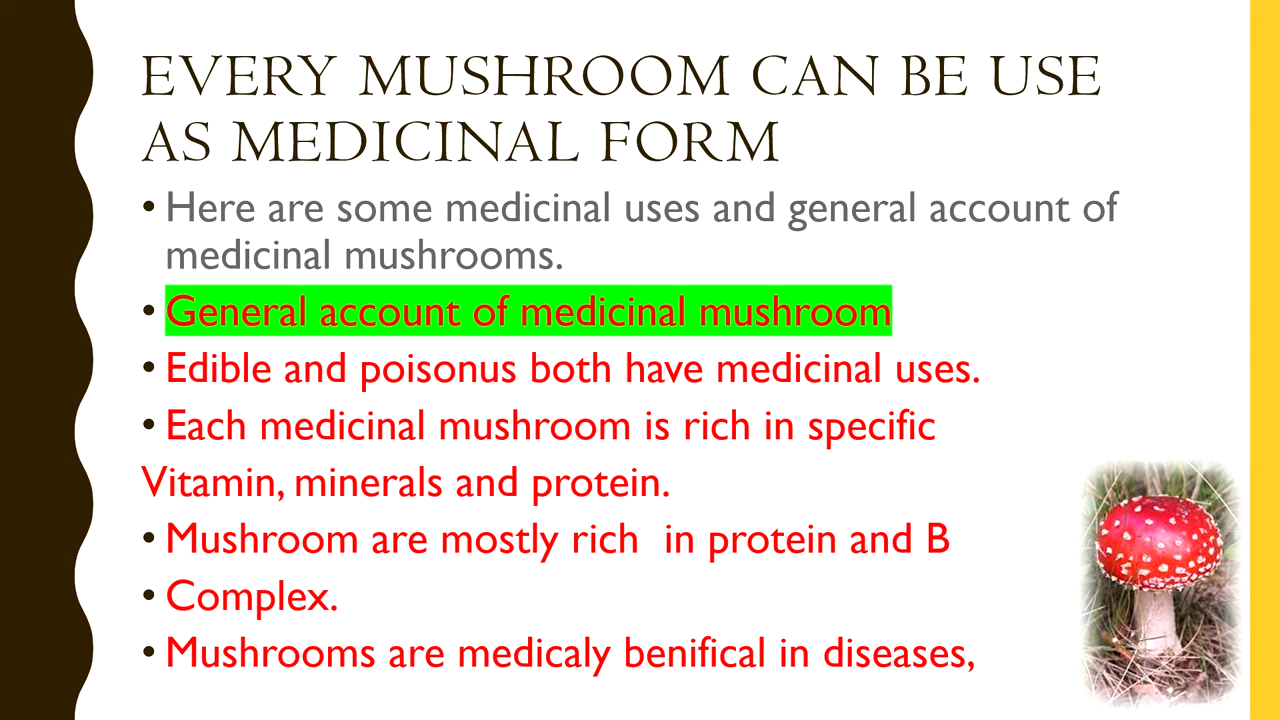 EVERY MUSHROOM CAN BE USE
AS MEDICINAL FORM
• Here are some medicinal uses and general account of
medicinal mushrooms.
• General account of medicinal mushroom
• Edible and poisonus both have medicinal uses.
• Each medicinal mushroom is rich in specific
Vitamin, minerals and protein.
• Mushroom are mostly rich  in protein and B
• Complex.
• Mushrooms are medicaly benifical in diseases,